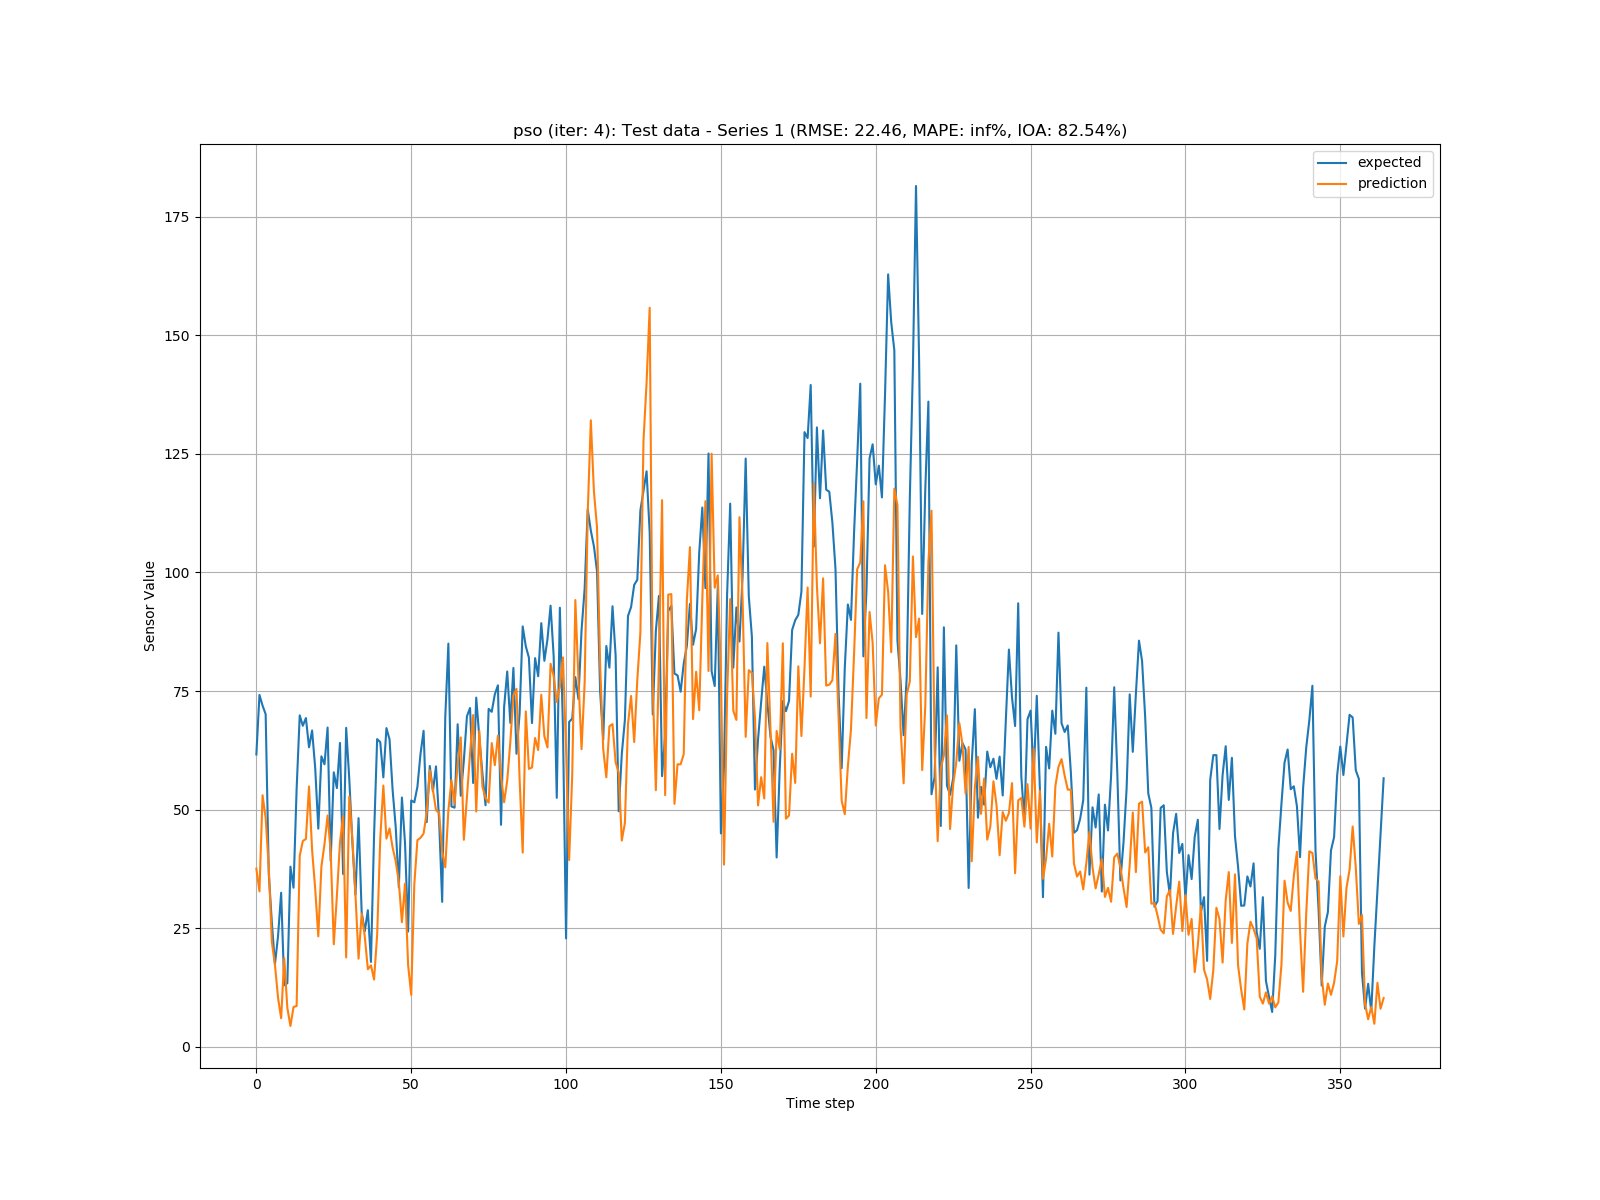 pso (iter: 4): Test data - Series 1 (RMSE: 22.46, MAPE: inf%, IOA: 82.54%)
expected
prediction
175
150
125
100
75
50
25
0
Sensor Value
0 50 100 150 200 250 300 350
Time step